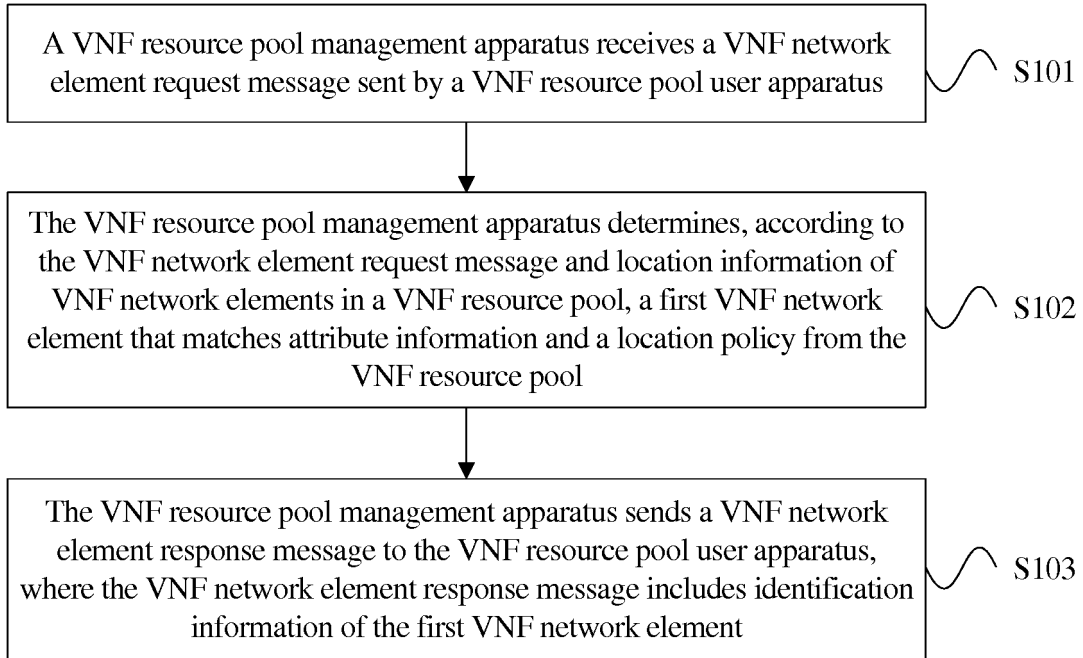 A VNF resource pool management apparatus receives a VNF network
element request message sent by a VNF resource pool user apparatus
S101
The VNF resource pool management apparatus determines, according to
the VNF network element request message and location information of
VNF network elements in a VNF resource pool, a first VNF network
element that matches attribute information and a location policy from the
VNF resource pool
S102
The VNF resource pool management apparatus sends a VNF network
element response message to the VNF resource pool user apparatus,
where the VNF network element response message includes identification
information of the first VNF network element
S103